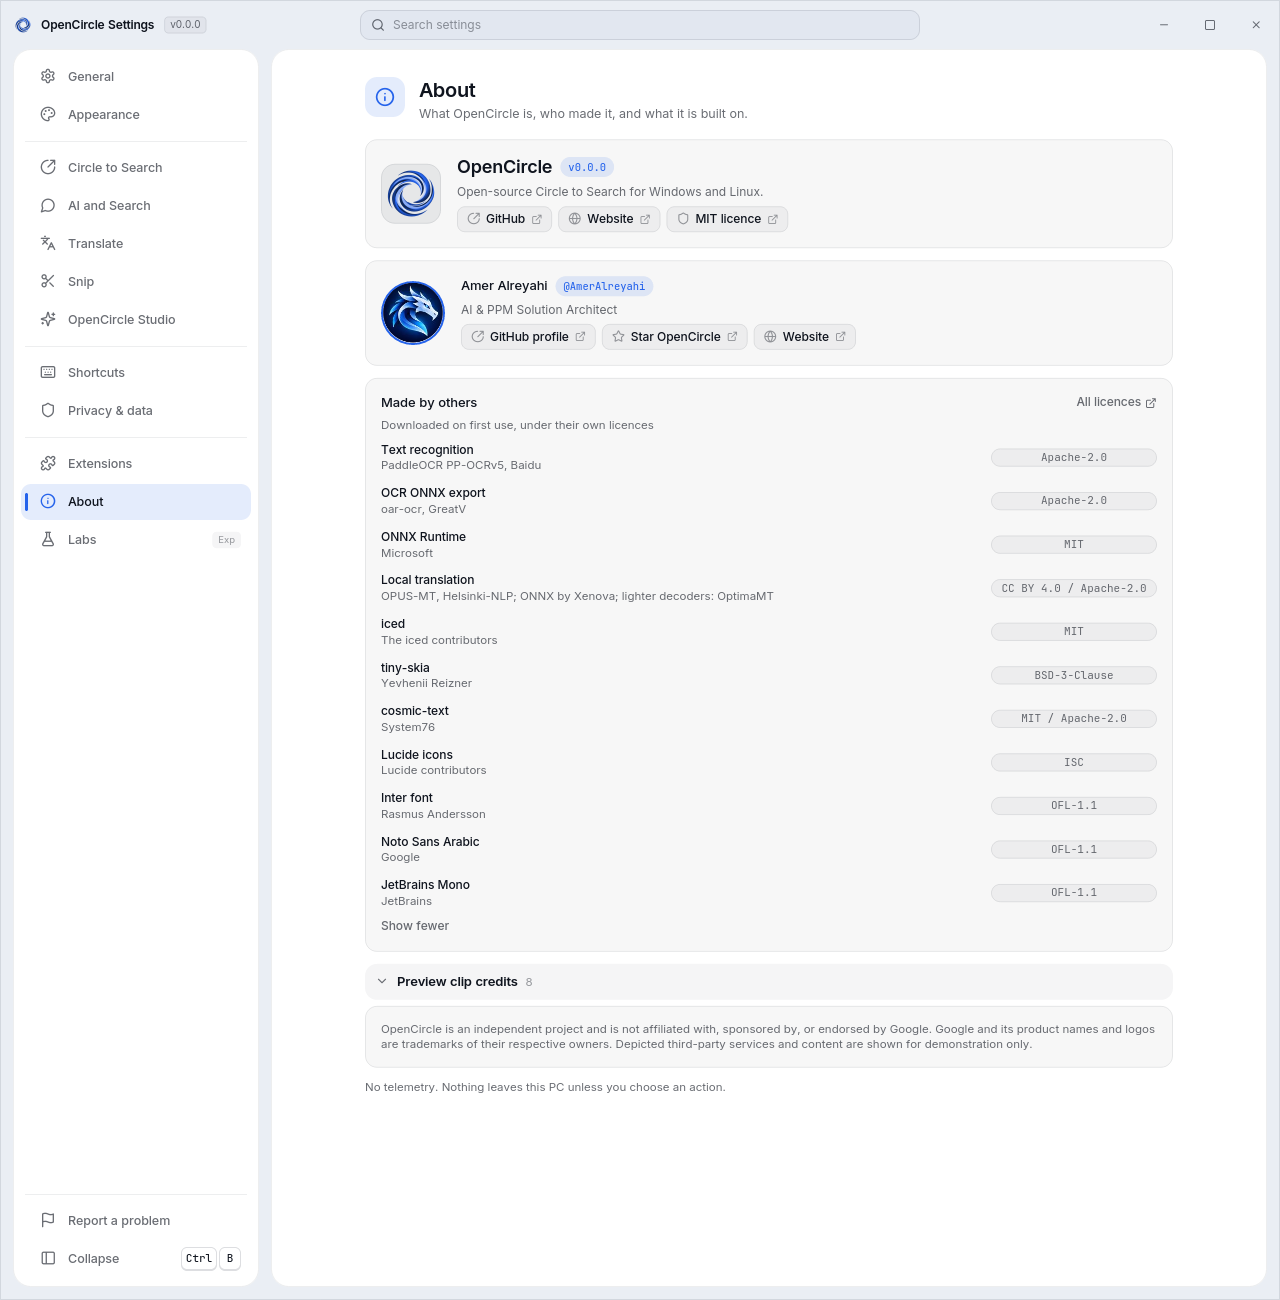 OpenCircle Settings v0.0.0
Search settings
General
Appearance
Circle to Search
AI and Search
Translate
Snip
OpenCircle Studio
Shortcuts
Privacy & data
Extensions
About
Labs Exp
Report a problem
Collapse Ctrl B
About
What OpenCircle is, who made it, and what it is built on.
OpenCircle v0.0.0
Open-source Circle to Search for Windows and Linux.
GitHub Website MIT licence
Amer Alreyahi @AmerAlreyahi
AI & PPM Solution Architect
GitHub profile Star OpenCircle Website
Made by others All licences
Downloaded on first use, under their own licences
Text recognition
PaddleOCR PP-OCRv5, Baidu
Apache-2.0
OCR ONNX export
oar-ocr, GreatV
Apache-2.0
ONNX Runtime
Microsoft
MIT
Local translation
OPUS-MT, Helsinki-NLP; ONNX by Xenova; lighter decoders: OptimaMT
CC BY 4.0 / Apache-2.0
iced
The iced contributors
MIT
tiny-skia
Yevhenii Reizner
BSD-3-Clause
cosmic-text
System76
MIT / Apache-2.0
Lucide icons
Lucide contributors
ISC
Inter font
Rasmus Andersson
OFL-1.1
Noto Sans Arabic
Google
OFL-1.1
JetBrains Mono
JetBrains
OFL-1.1
Show fewer
Preview clip credits 8
OpenCircle is an independent project and is not affiliated with, sponsored by, or endorsed by Google. Google and its product names and logos
are trademarks of their respective owners. Depicted third-party services and content are shown for demonstration only.
No telemetry. Nothing leaves this PC unless you choose an action.